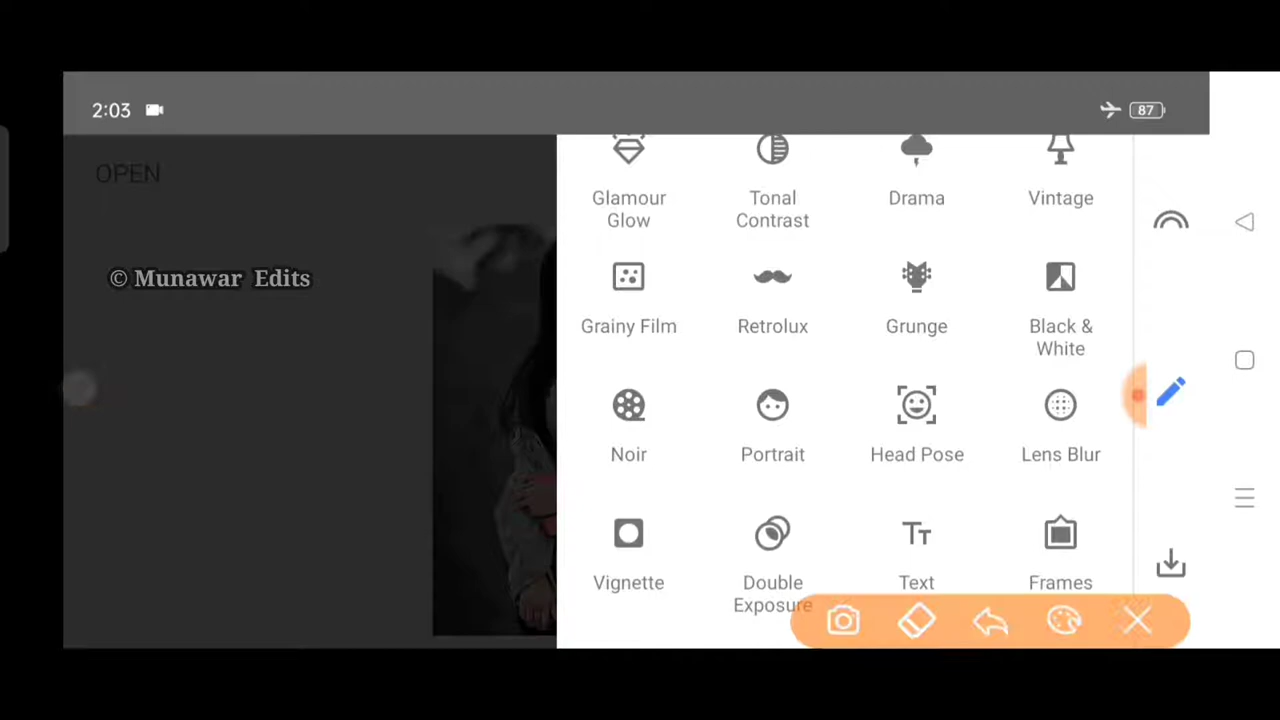 2:03
87
OPEN
© Munawar Edits
Glamour
Glow
Tonal
Contrast
Drama
Vintage
Grainy Film
Retrolux
Grunge
Black &
White
Noir
Portrait
Head Pose
Lens Blur
Vignette
Double
Exposure
Text
Frames